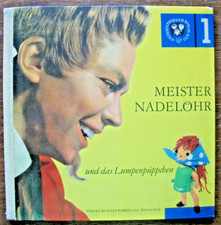 1
MEISTER
NADELÖHR
und das Lumpenpüppchen